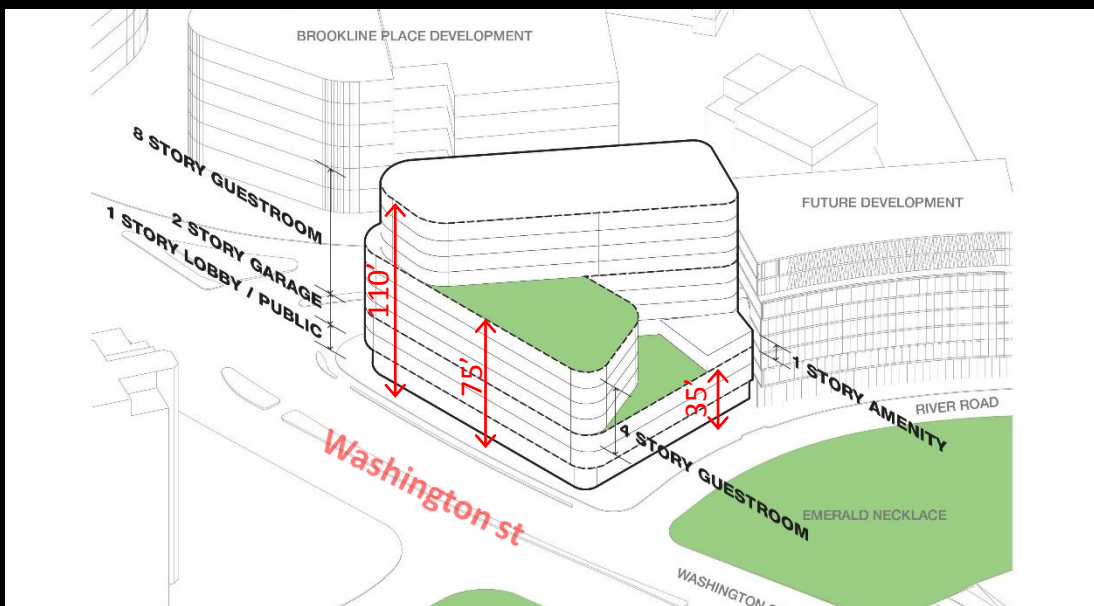 BROOKLINE PLACE DEVELOPMENT
8 STORY GUESTROOM
2 STORY GARAGE
1 STORY LOBBY / PUBLIC
FUTURE DEVELOPMENT
110'
75'
35'
1 STORY AMENITY
RIVER ROAD
4 STORY GUESTROOM
Washington st
EMERALD NECKLACE
WASHINGTON